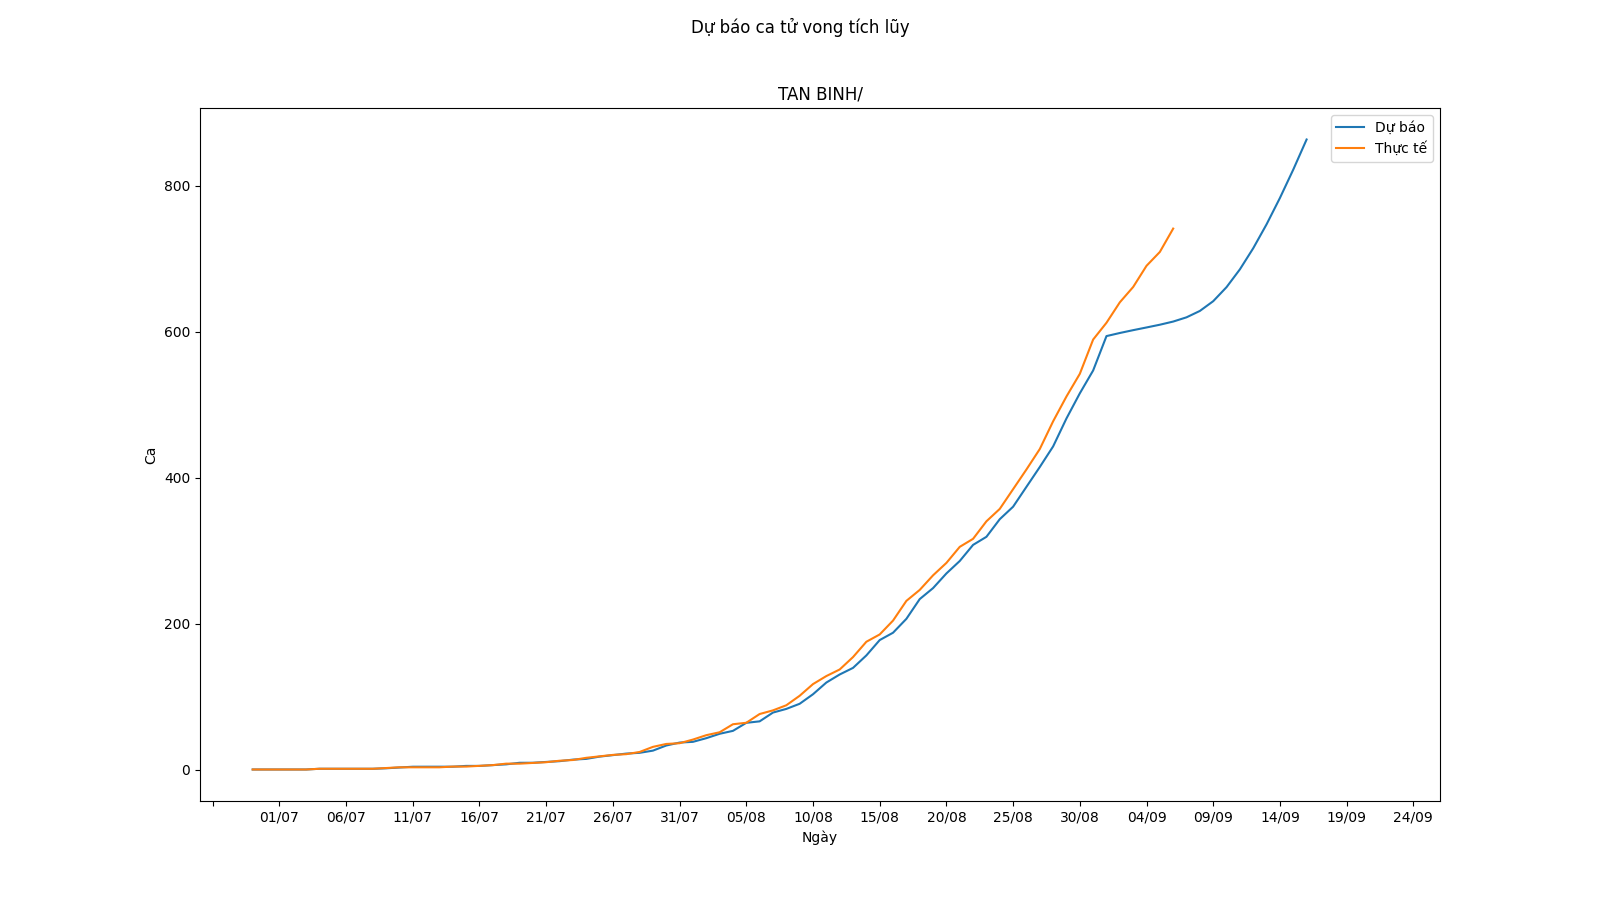 Dự báo ca tử vong tích lũy
TAN BINH/
Dự báo
Thực tế
800
600
400
200
0
Ca
01/07 06/07 11/07 16/07 21/07 26/07 31/07 05/08 10/08 15/08 20/08 25/08 30/08 04/09 09/09 14/09 19/09 24/09
Ngày